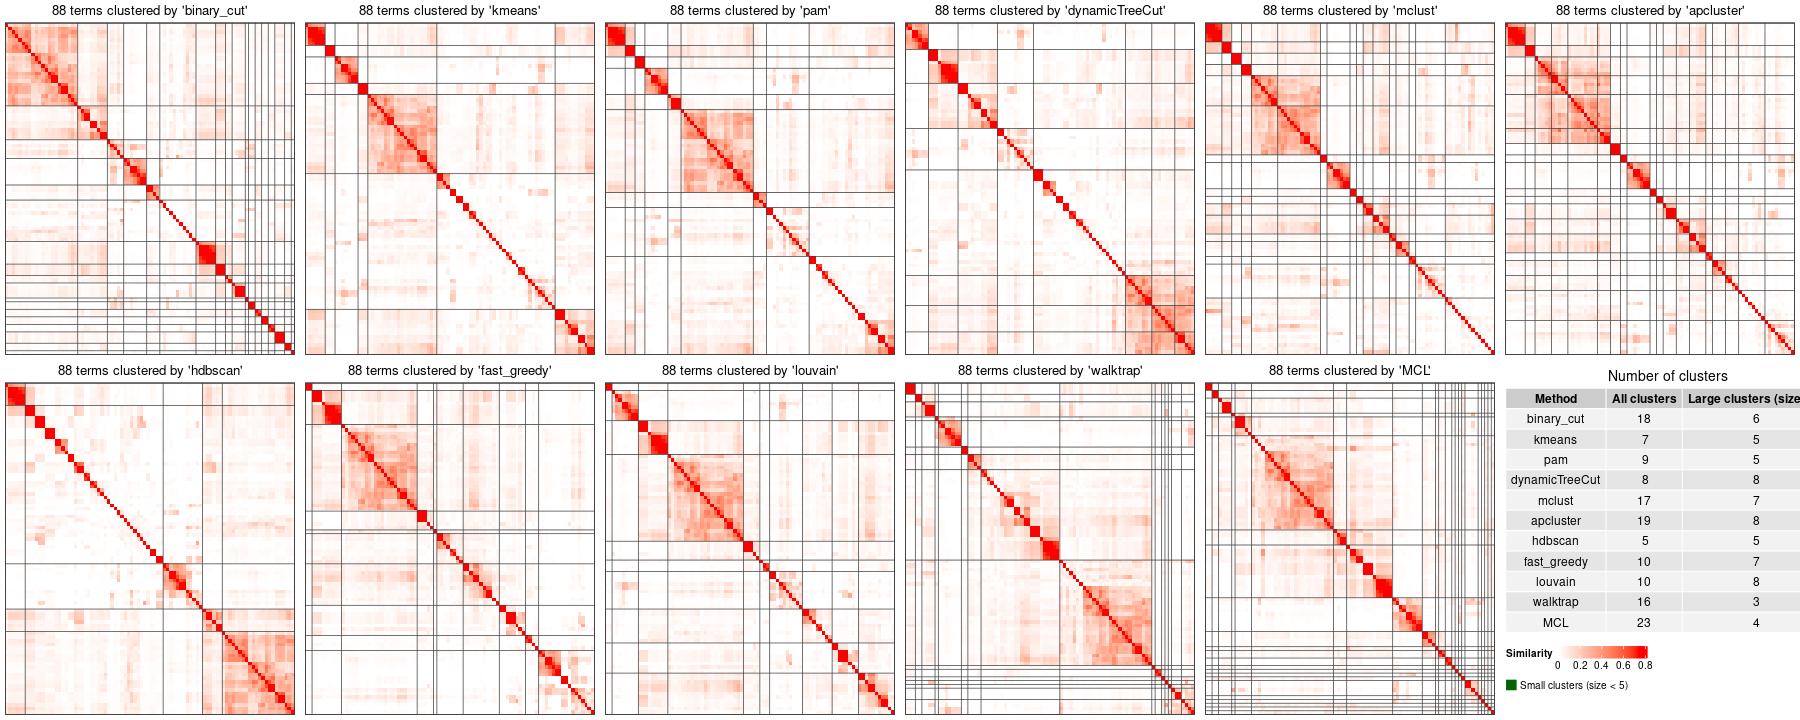 88 terms clustered by 'binary_cut'
88 terms clustered by 'kmeans'
88 terms clustered by 'pam'
88 terms clustered by 'dynamicTreeCut'
88 terms clustered by 'mclust'
88 terms clustered by 'apcluster'
88 terms clustered by 'hdbscan'
88 terms clustered by 'fast_greedy'
88 terms clustered by 'louvain'
88 terms clustered by 'walktrap'
88 terms clustered by 'MCL'
Number of clusters
Method All clusters Large clusters (size
binary_cut 18 6
kmeans 7 5
pam 9 5
dynamicTreeCut 8 8
mclust 17 7
apcluster 19 8
hdbscan 5 5
fast_greedy 10 7
louvain 10 8
walktrap 16 3
MCL 23 4
Similarity
0 0.2 0.4 0.6 0.8
Small clusters (size < 5)